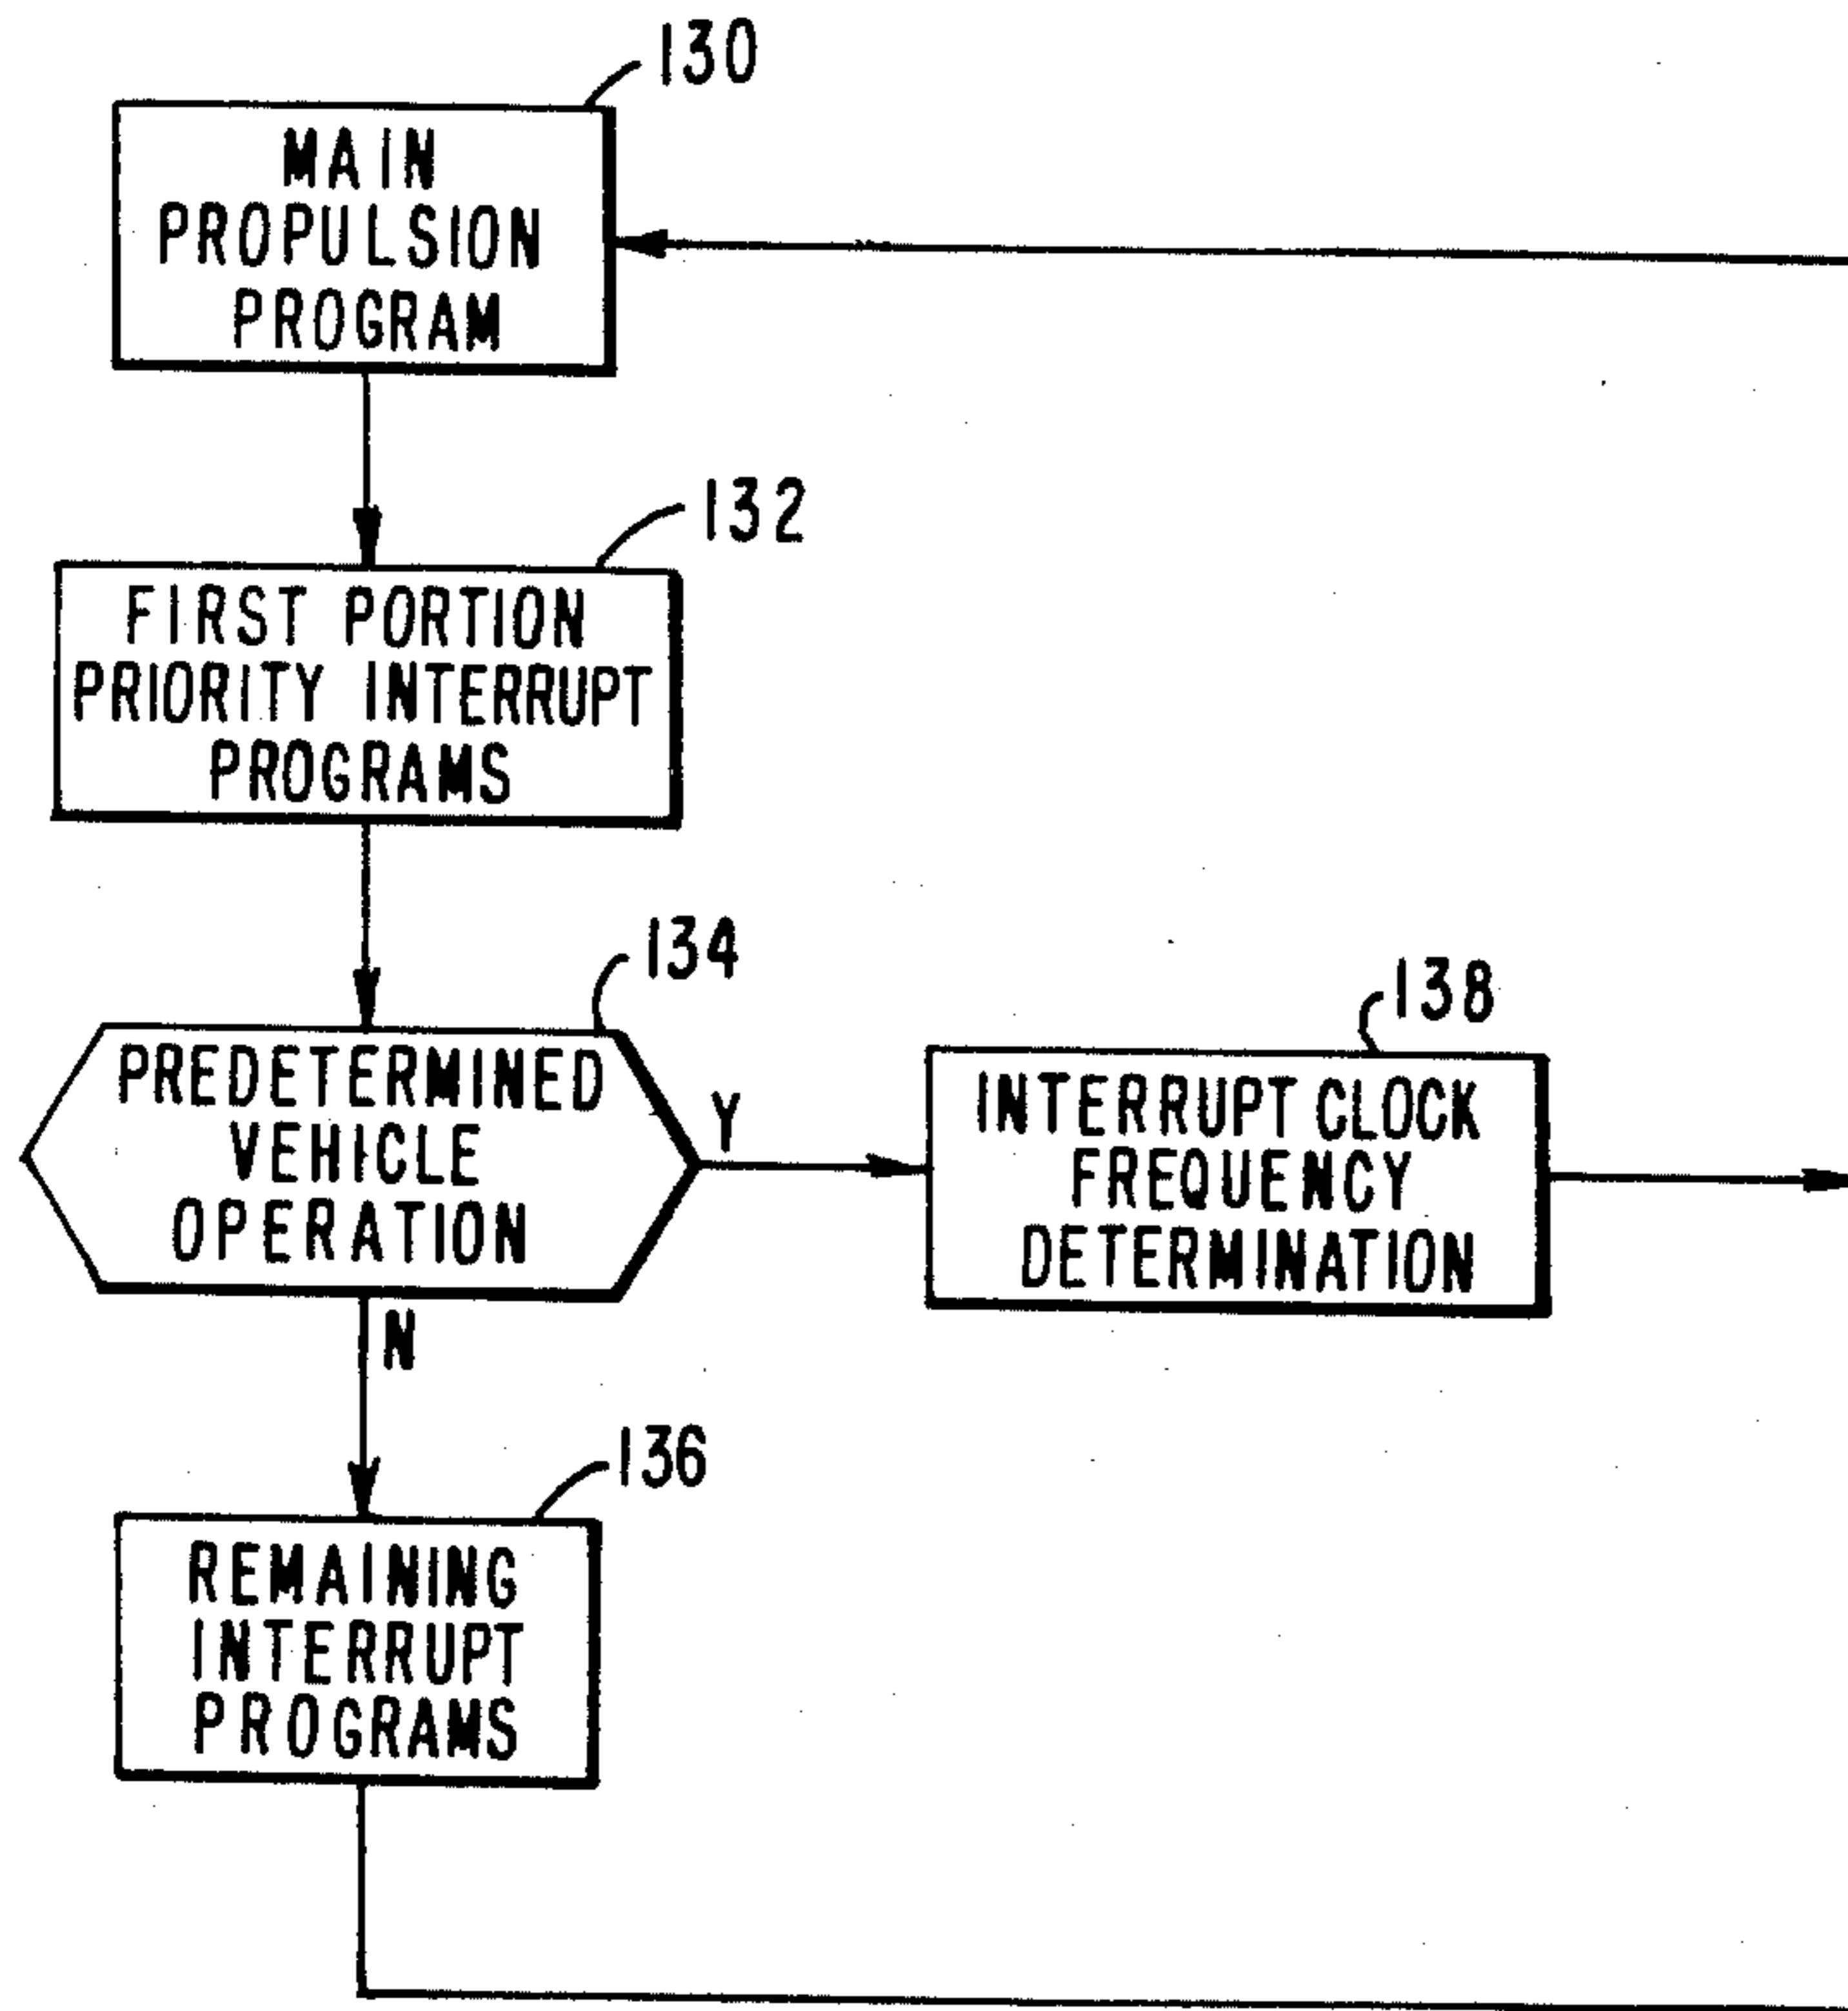 130
MAIN
PROPULSION
PROGRAM
132
FIRST PORTION
PRIORITY INTERRUPT
PROGRAMS
134
PREDETERMINED
VEHICLE
OPERATION
Y
138
INTERRUPT CLOCK
FREQUENCY
DETERMINATION
N
136
REMAINING
INTERRUPT
PROGRAMS